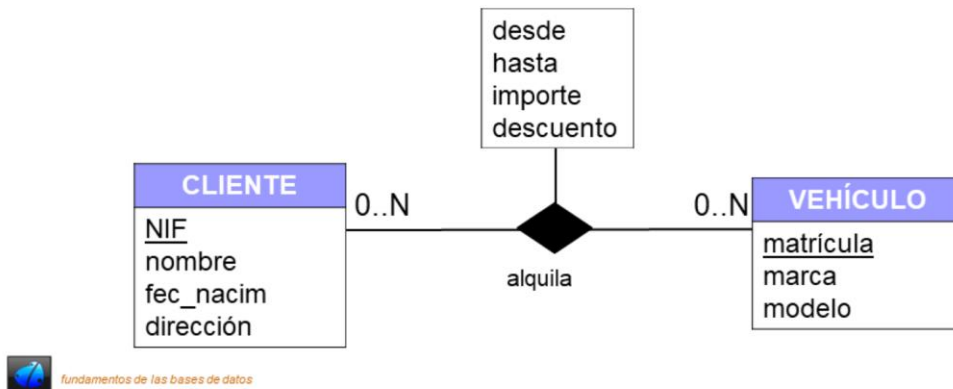 desde
hasta
importe
descuento
CLIENTE
NIF
nombre
fec_nacim
dirección
0..N
alquila
0..N
VEHÍCULO
matrícula
marca
modelo
fundamentos de las bases de datos